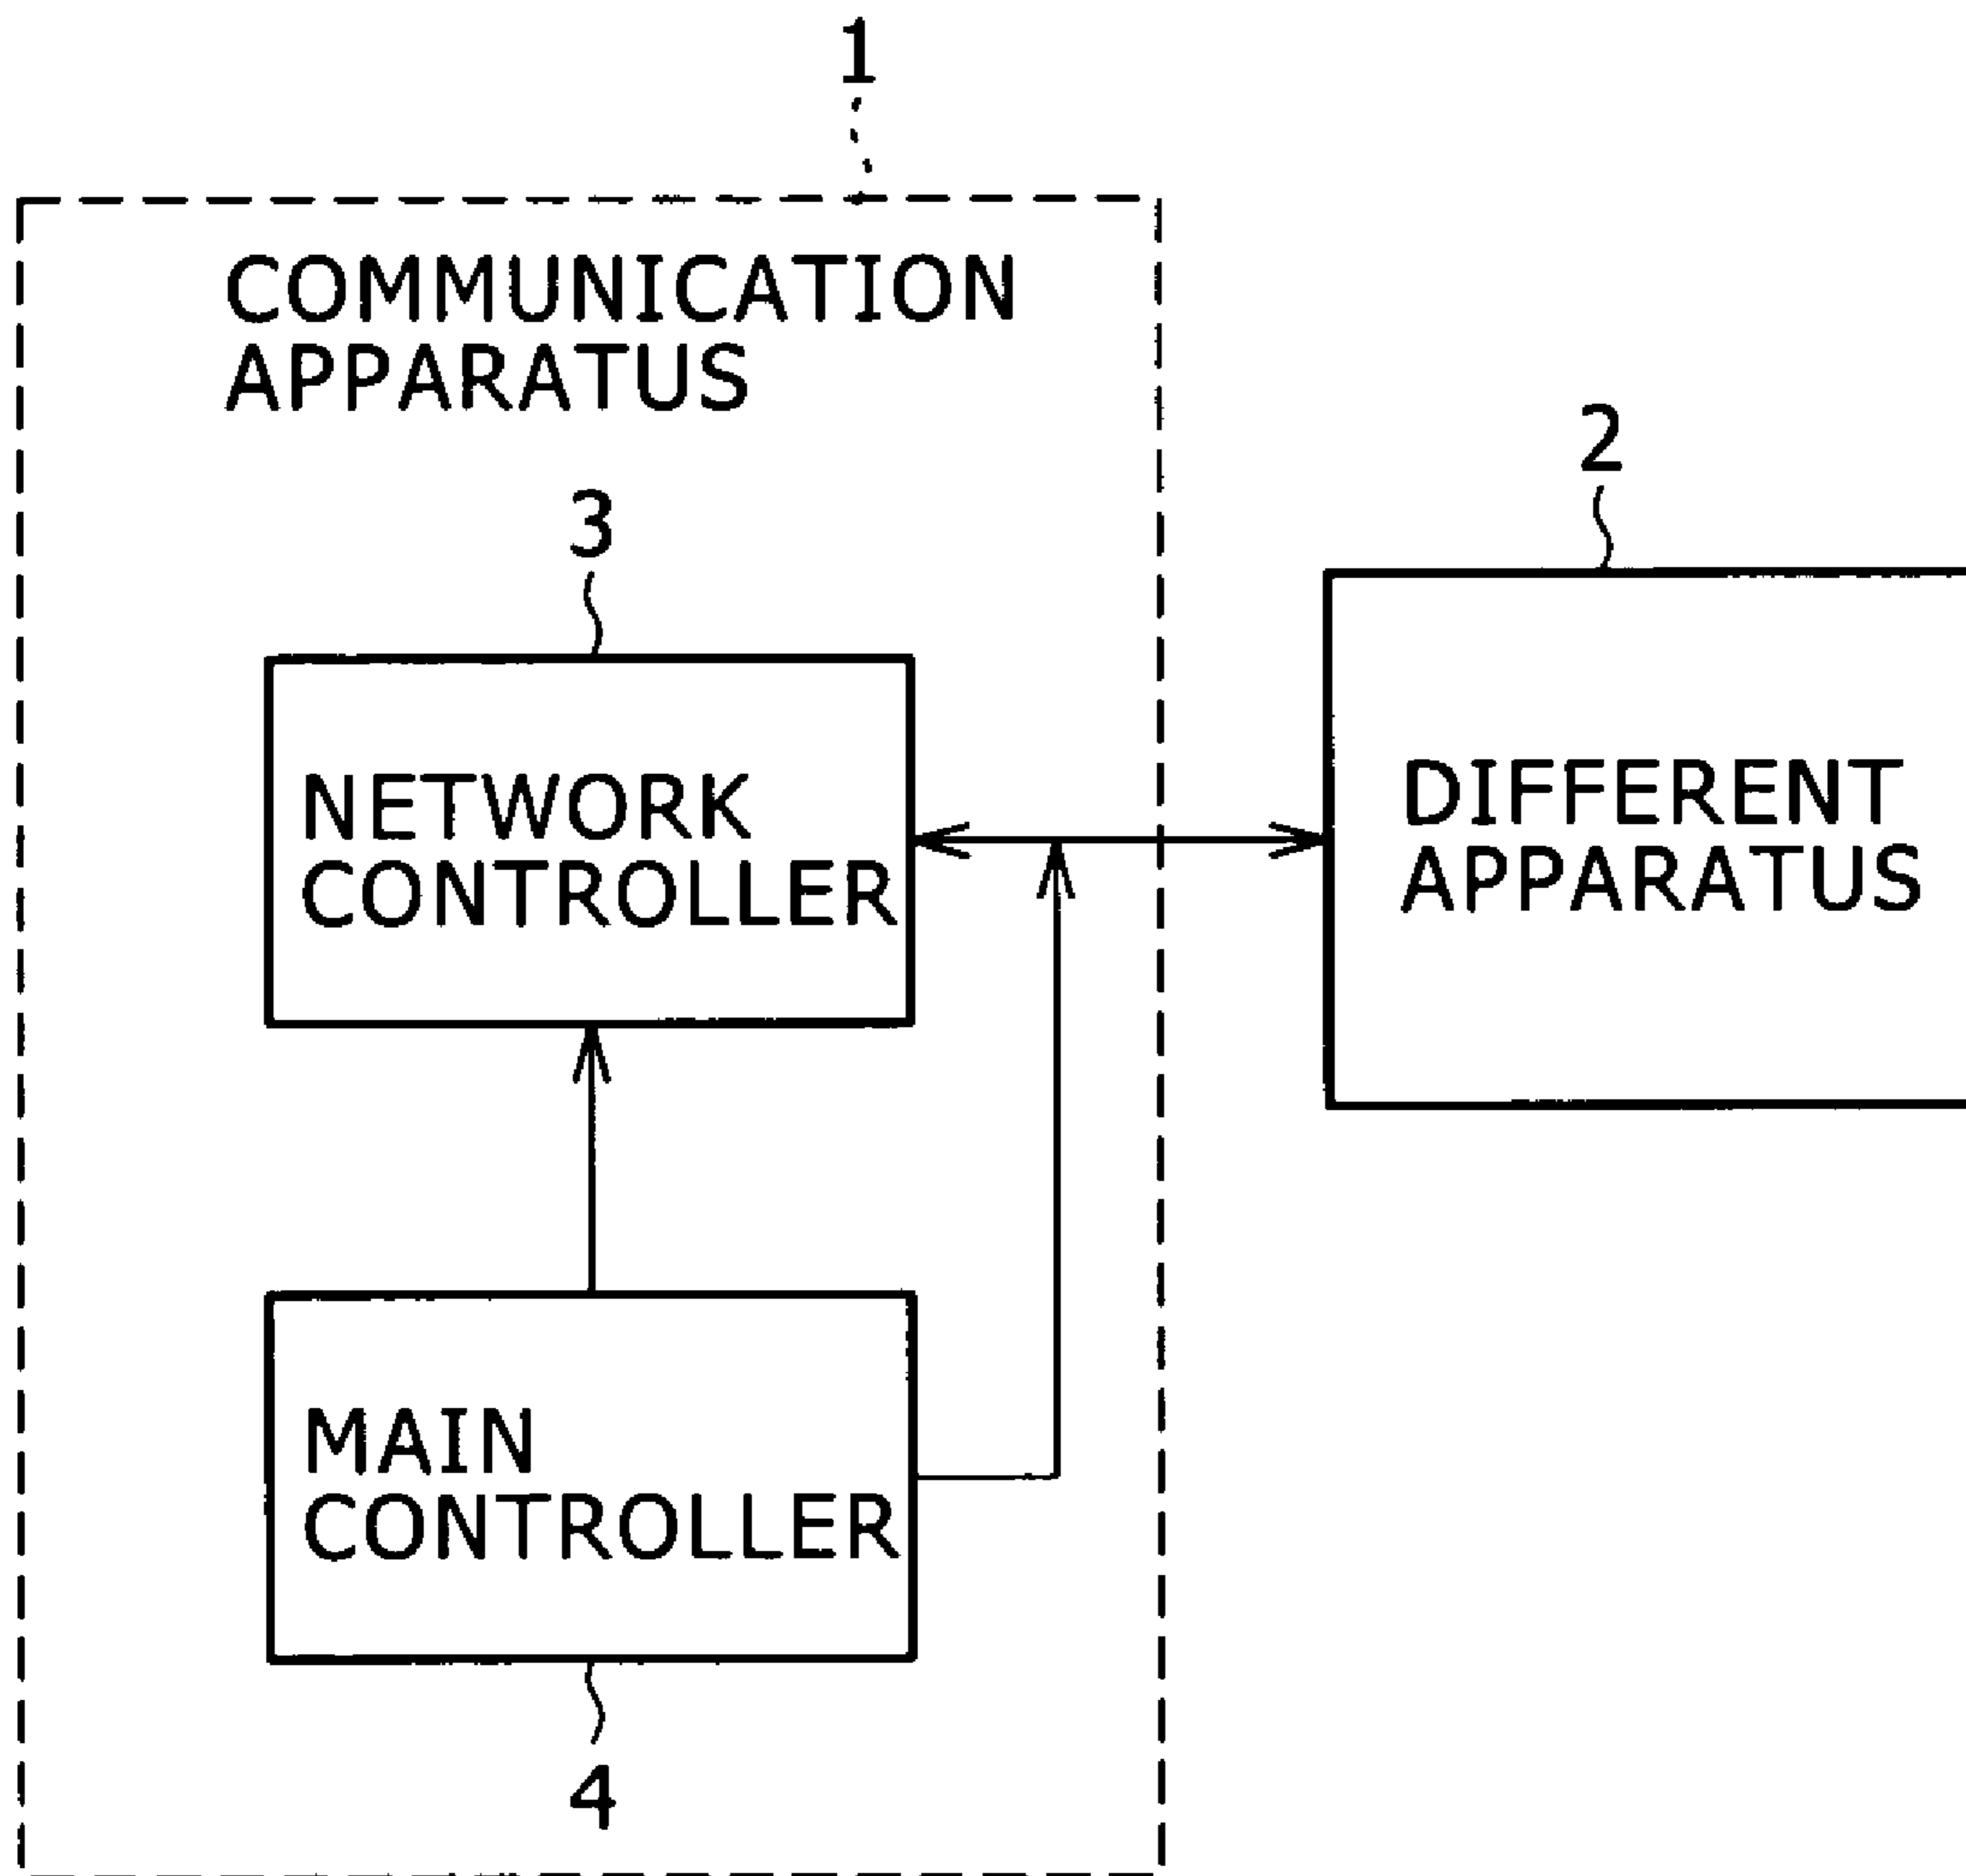 1
COMMUNICATION
APPARATUS
2
3
NETWORK
CONTROLLER
DIFFERENT
APPARATUS
MAIN
CONTROLLER
4